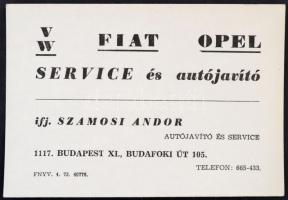 VW FIAT OPEL
SERVICE és autójavító
ifj. SZAMOSI ANDOR
AUTÓJAVÍTÓ ÉS SERVICE
1117. BUDAPEST XI., BUDAFOKI ÚT 105.
TELEFON: 665-433.
FNYV. 4. 72. 60776.